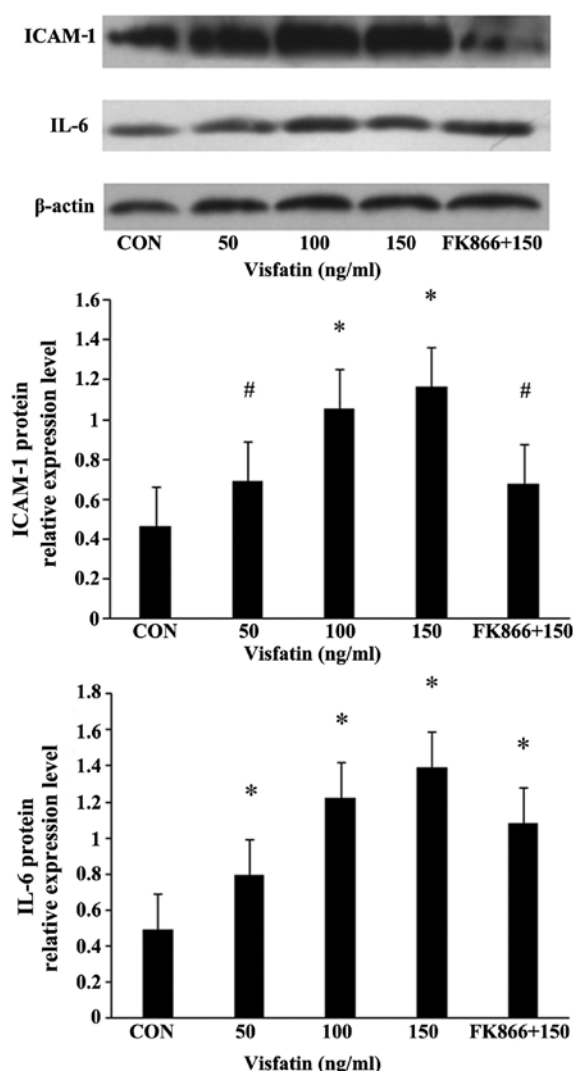 ICAM-1
IL-6
β-actin
CON 50 100 150 FK866+150
Visfatin (ng/ml)
ICAM-1 protein
relative expression level
1.6
1.4
1.2
1
0.8
0.6
0.4
0.2
0
# * * #
CON 50 100 150 FK866+150
Visfatin (ng/ml)
IL-6 protein
relative expression level
1.8
1.6
1.4
1.2
1
0.8
0.6
0.4
0.2
0
* * * *
CON 50 100 150 FK866+150
Visfatin (ng/ml)